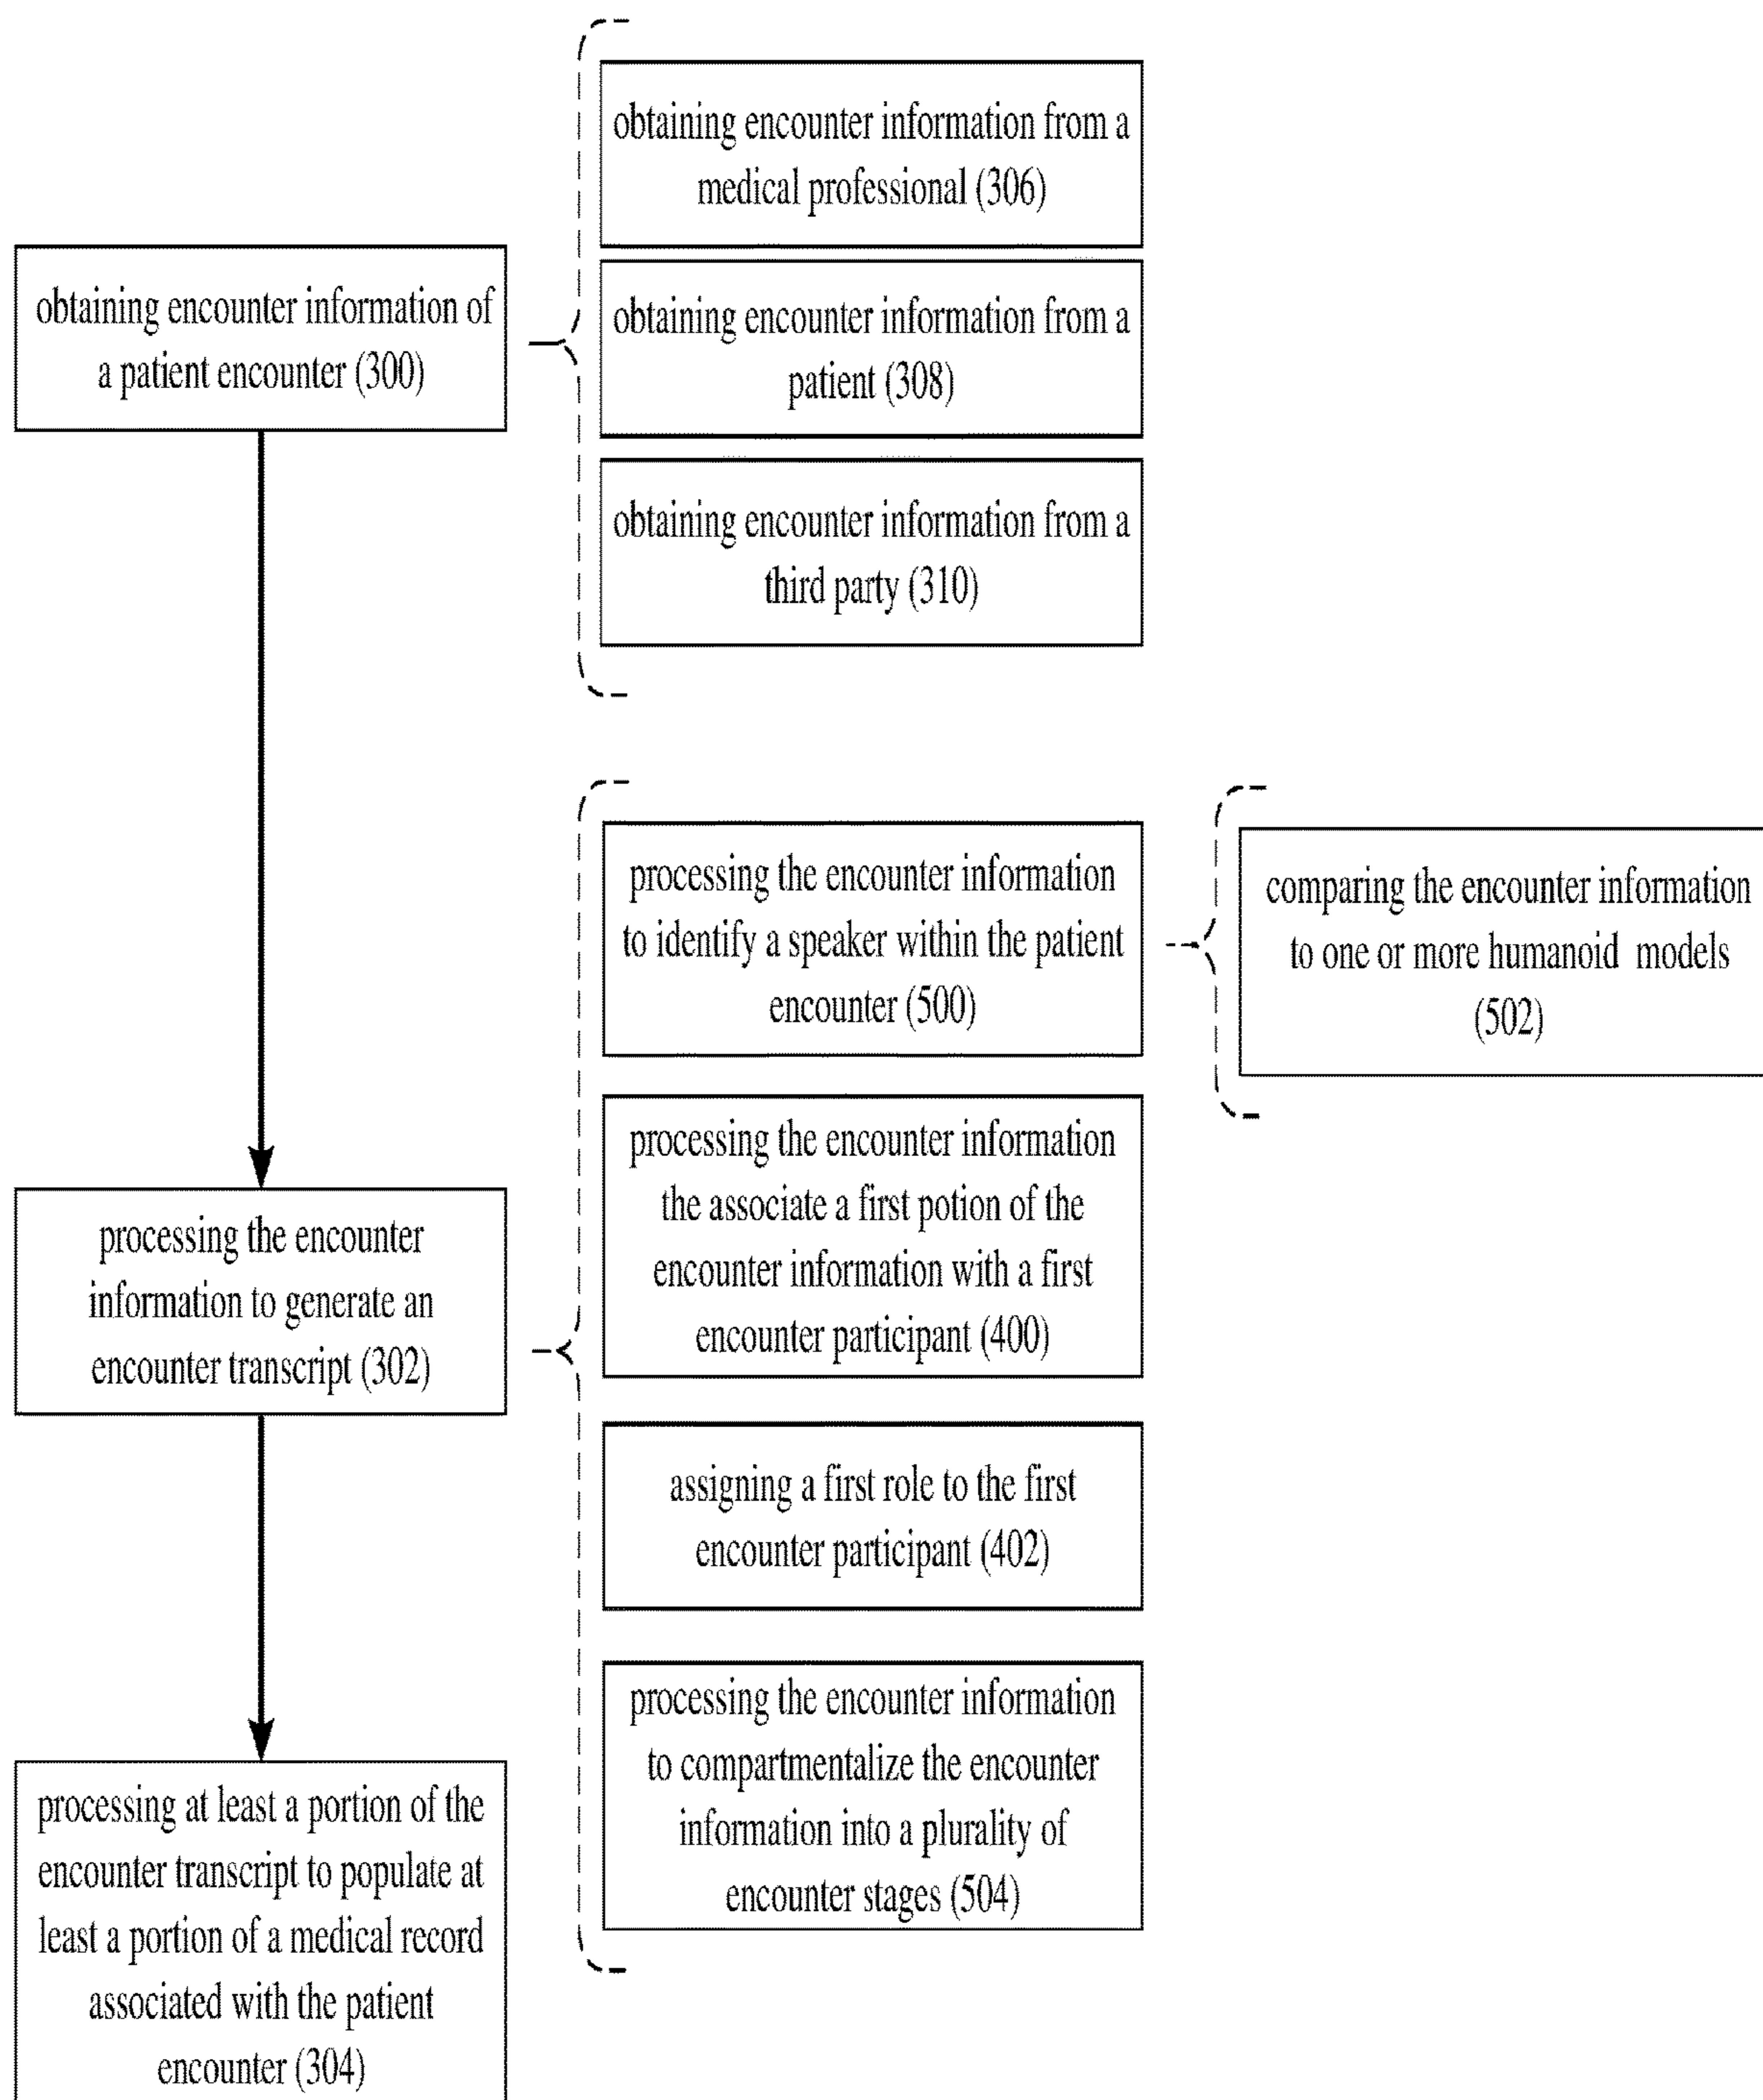 obtaining encounter information of
a patient encounter (300)
obtaining encounter information from a
medical professional (306)
obtaining encounter information from a
patient (308)
obtaining encounter information from a
third party (310)
processing the encounter
information to generate an
encounter transcript (302)
processing the encounter information
to identify a speaker within the patient
encounter (500)
comparing the encounter information
to one or more humanoid models
(502)
processing the encounter information
the associate a first potion of the
encounter information with a first
encounter participant (400)
assigning a first role to the first
encounter participant (402)
processing the encounter information
to compartmentalize the encounter
information into a plurality of
encounter stages (504)
processing at least a portion of the
encounter transcript to populate at
least a portion of a medical record
associated with the patient
encounter (304)